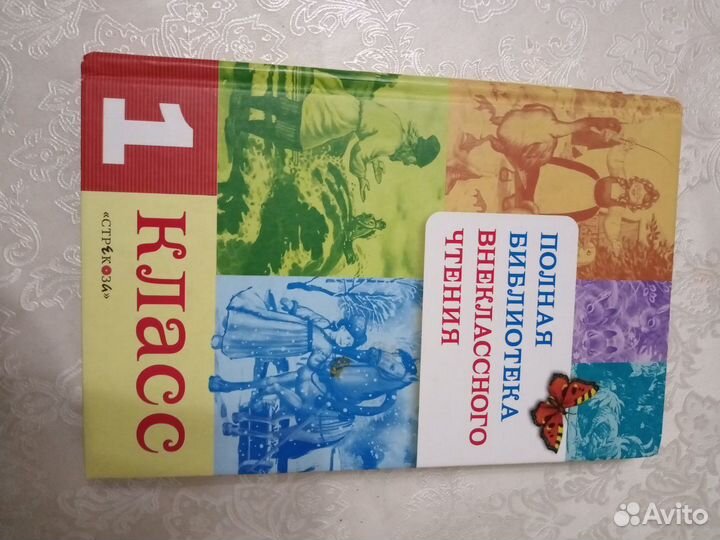 ПОЛНАЯ
БИБЛИОТЕКА
ВНЕКЛАССНОГО
ЧТЕНИЯ
1
класс
«СТРЕКОЗА»
Avito